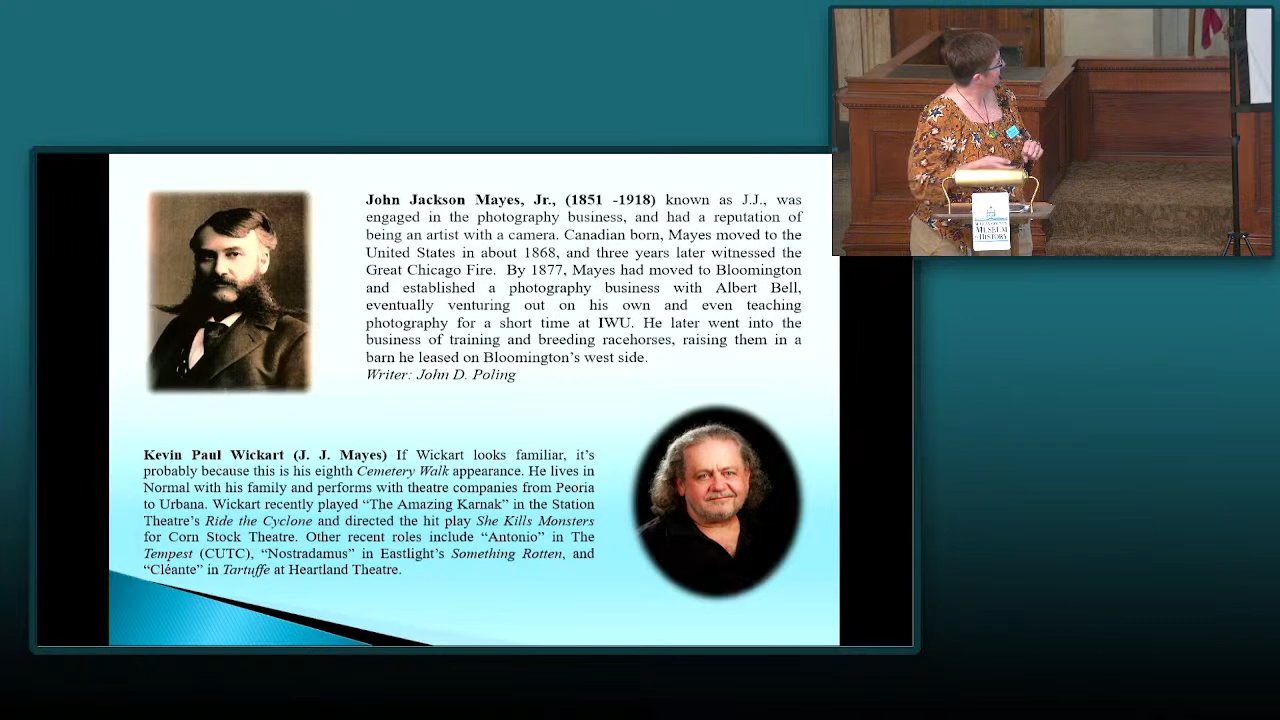 John Jackson Mayes, Jr., (1851 -1918) known as J.J., was
engaged in the photography business, and had a reputation of
being an artist with a camera. Canadian born, Mayes moved to the
United States in about 1868, and three years later witnessed the
Great Chicago Fire. By 1877, Mayes had moved to Bloomington
and established a photography business with Albert Bell,
eventually venturing out on his own and even teaching
photography for a short time at IWU. He later went into the
business of training and breeding racehorses, raising them in a
barn he leased on Bloomington's west side.
Writer: John D. Poling
Kevin Paul Wickart (J. J. Mayes) If Wickart looks familiar, it's
probably because this is his eighth Cemetery Walk appearance. He lives in
Normal with his family and performs with theatre companies from Peoria
to Urbana. Wickart recently played “The Amazing Karnak” in the Station
Theatre's Ride the Cyclone and directed the hit play She Kills Monsters
for Corn Stock Theatre. Other recent roles include “Antonio” in The
Tempest (CUTC), “Nostradamus” in Eastlight's Something Rotten, and
“Cléante” in Tartuffe at Heartland Theatre.
MUSEUM
HISTORY